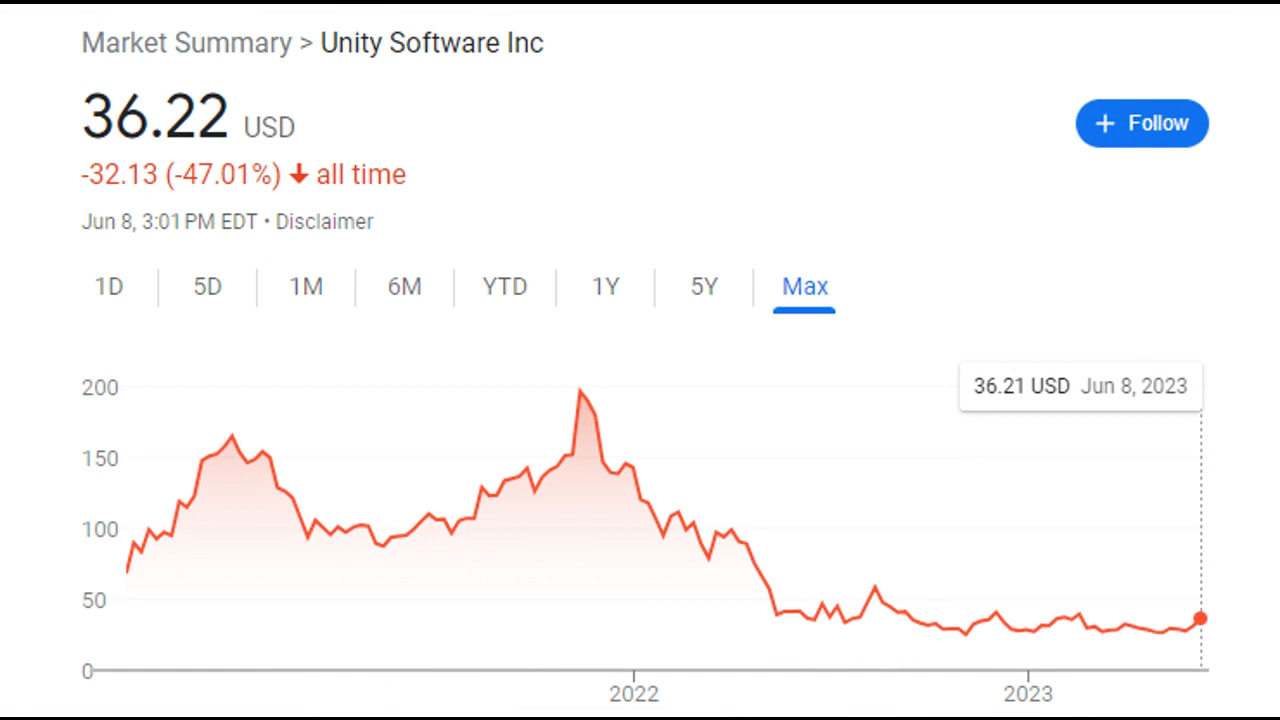 Market Summary > Unity Software Inc
36.22 USD
+ Follow
-32.13 (-47.01%) ↓ all time
Jun 8, 3:01 PM EDT • Disclaimer
1D 5D 1M 6M YTD 1Y 5Y Max
36.21 USD Jun 8, 2023
200
150
100
50
0
2022 2023